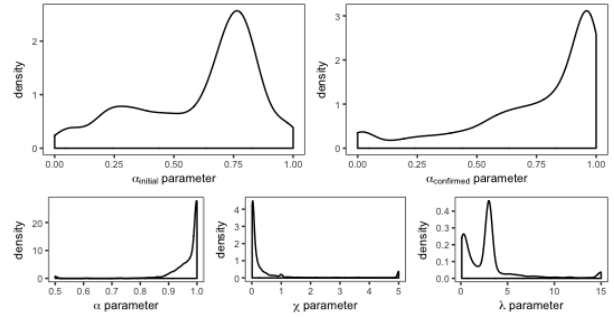 density
2
1
0
0.00 0.25 0.50 0.75 1.00
αinitial parameter
density
3
2
1
0
0.00 0.25 0.50 0.75 1.00
αconfirmed parameter
density
20
10
0
0.5 0.6 0.7 0.8 0.9 1.0
α parameter
density
4
3
2
1
0
0 1 2 3 4 5
χ parameter
density
0.4
0.3
0.2
0.1
0.0
0 5 10 15
λ parameter